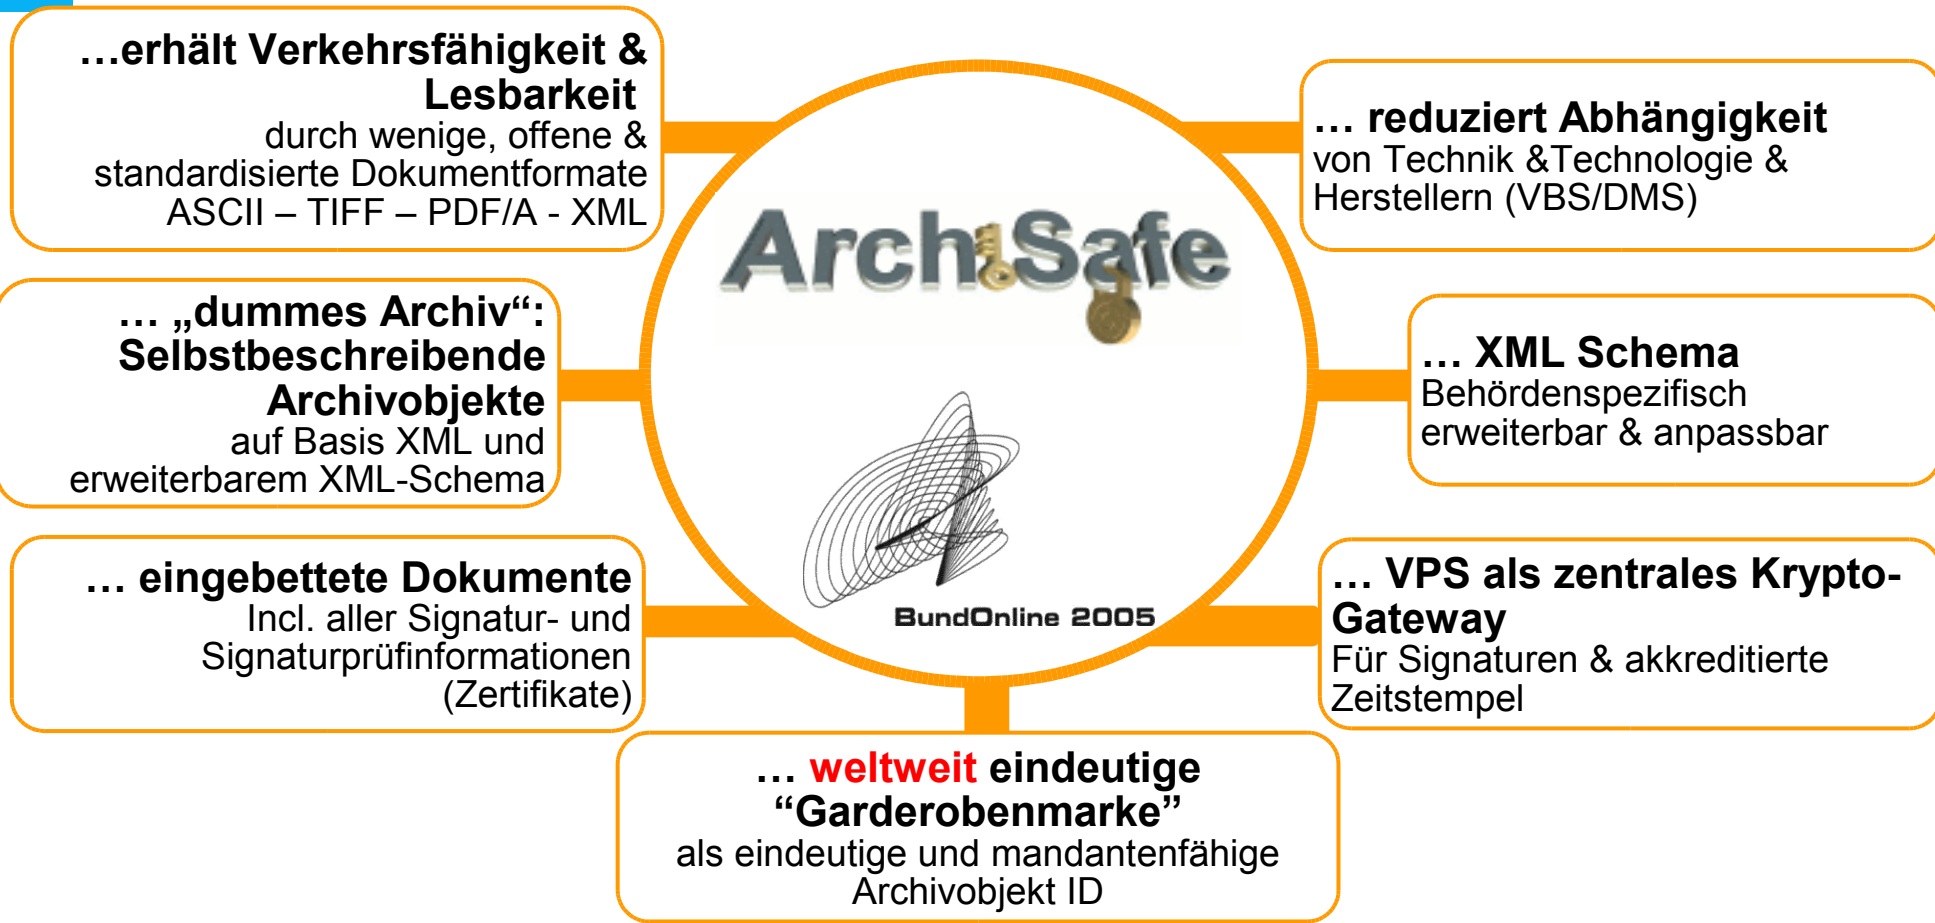 …erhält Verkehrsfähigkeit &
Lesbarkeit
durch wenige, offene &
standardisierte Dokumentformate
ASCII – TIFF – PDF/A - XML
… „dummes Archiv“:
Selbstbeschreibende
Archivobjekte
auf Basis XML und
erweiterbarem XML-Schema
… eingebettete Dokumente
Incl. aller Signatur- und
Signaturprüfinformationen
(Zertifikate)
ArchiSafe
BundOnline 2005
… reduziert Abhängigkeit
von Technik &Technologie &
Herstellern (VBS/DMS)
… XML Schema
Behördenspezifisch
erweiterbar & anpassbar
… VPS als zentrales Krypto-
Gateway
Für Signaturen & akkreditierte
Zeitstempel
… weltweit eindeutige
“Garderobenmarke”
als eindeutige und mandantenfähige
Archivobjekt ID